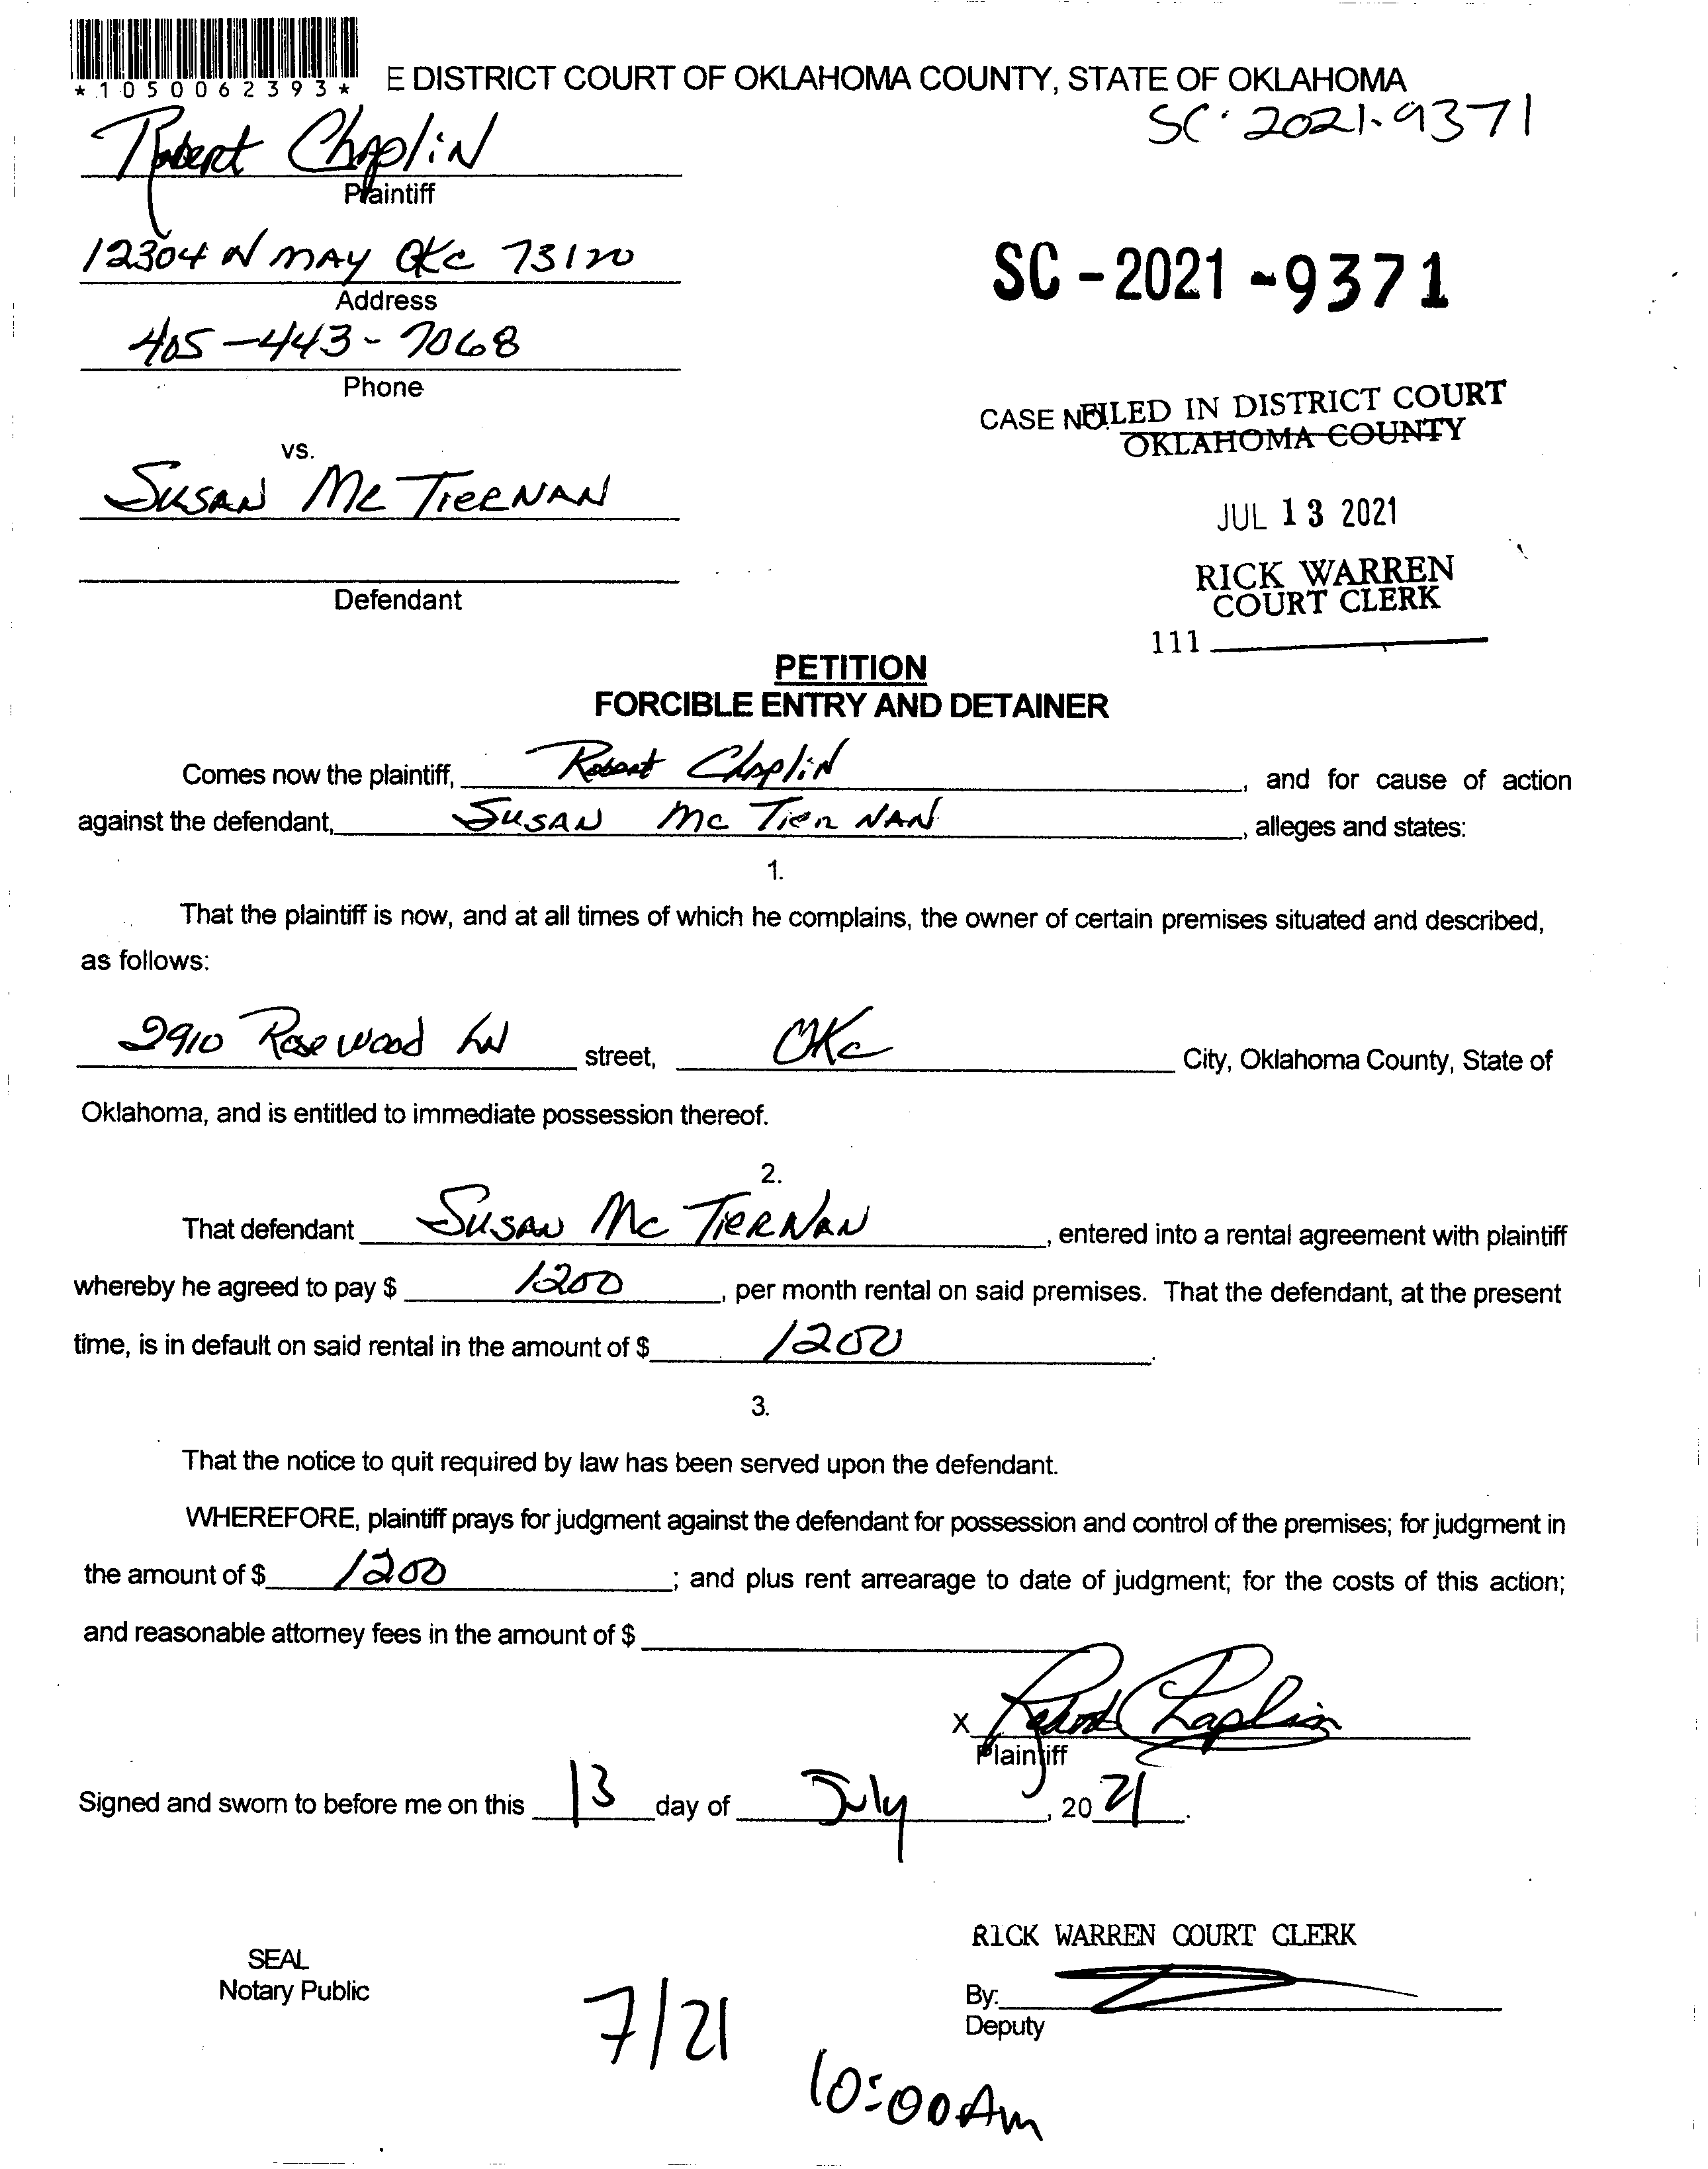 *1050062393*
E DISTRICT COURT OF OKLAHOMA COUNTY, STATE OF OKLAHOMA
SC-2021-9371
Robert Chaplin
Plaintiff
12304 N MAY OKC 73120
Address
SC-2021-9371
405-443-7068
Phone
CASE NO.
FILED IN DISTRICT COURT
OKLAHOMA COUNTY
vs.
SUSAN Mc TIERNAN
JUL 13 2021
RICK WARREN
COURT CLERK
Defendant
111
PETITION
FORCIBLE ENTRY AND DETAINER
Comes now the plaintiff, Robert Chaplin, and for cause of action
against the defendant, SUSAN Mc TierNAN, alleges and states:
1.
That the plaintiff is now, and at all times of which he complains, the owner of certain premises situated and described,
as follows:
2910 Rosewood LN street, OKC City, Oklahoma County, State of
Oklahoma, and is entitled to immediate possession thereof.
2.
That defendant SUSAN Mc TIERNAN, entered into a rental agreement with plaintiff
whereby he agreed to pay $ 1200, per month rental on said premises. That the defendant, at the present
time, is in default on said rental in the amount of $ 1200.
3.
That the notice to quit required by law has been served upon the defendant.
WHEREFORE, plaintiff prays for judgment against the defendant for possession and control of the premises; for judgment in
the amount of $ 1200; and plus rent arrearage to date of judgment; for the costs of this action;
and reasonable attorney fees in the amount of $
X Robert Chaplin
Plaintiff
Signed and sworn to before me on this 13 day of July, 20 21.
RICK WARREN COURT CLERK
SEAL
Notary Public
By:
Deputy
7/21
10:00 Am